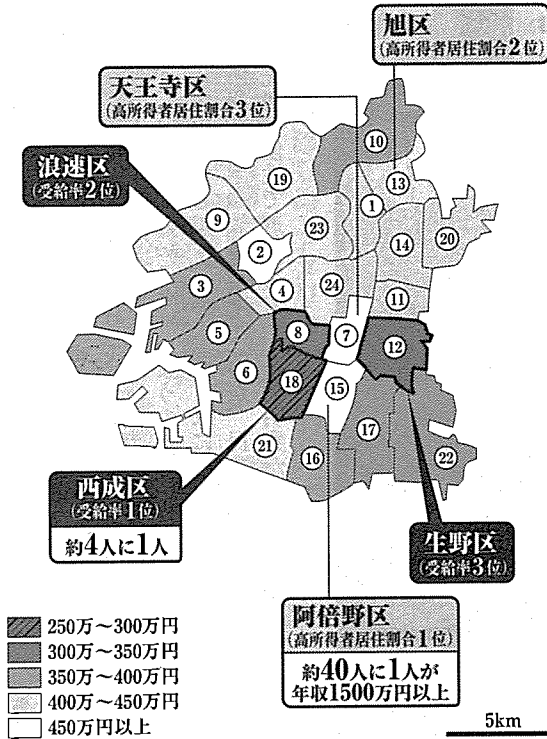 旭区
(高所得者居住割合2位)
天王寺区
(高所得者居住割合3位)
浪速区
(受給率2位)
⑩
⑲
⑬
①
⑨
㉓
⑭
⑳
②
③
④
㉔
⑪
⑤
⑧
⑦
⑫
⑥
⑱
⑮
⑰
㉑
⑯
㉒
西成区
(受給率1位)
約4人に1人
生野区
(受給率3位)
阿倍野区
(高所得者居住割合1位)
約40人に1人が
年収1500万円以上
250万～300万円
300万～350万円
350万～400万円
400万～450万円
450万円以上
5km